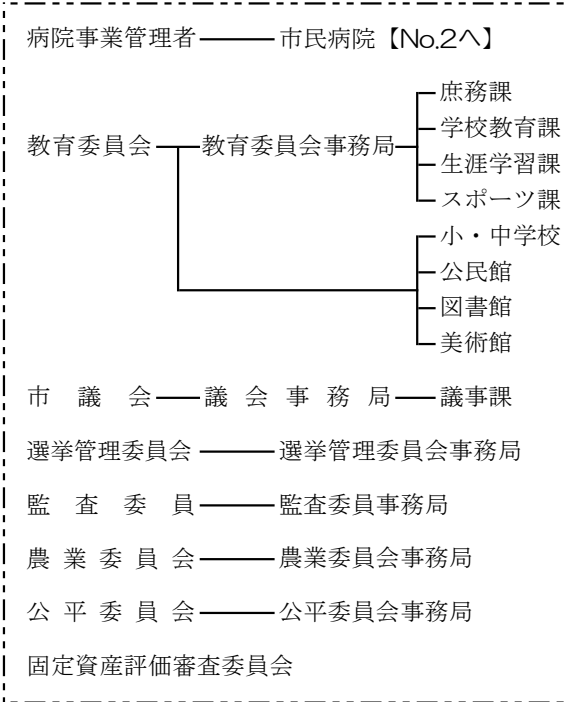 病院事業管理者 市民病院【No.2へ】
庶務課
学校教育課
教育委員会 教育委員会事務局
生涯学習課
スポーツ課
小・中学校
公民館
図書館
美術館
市議会 議会事務局 議事課
選挙管理委員会 選挙管理委員会事務局
監査委員 監査委員事務局
農業委員会 農業委員会事務局
公平委員会 公平委員会事務局
固定資産評価審査委員会